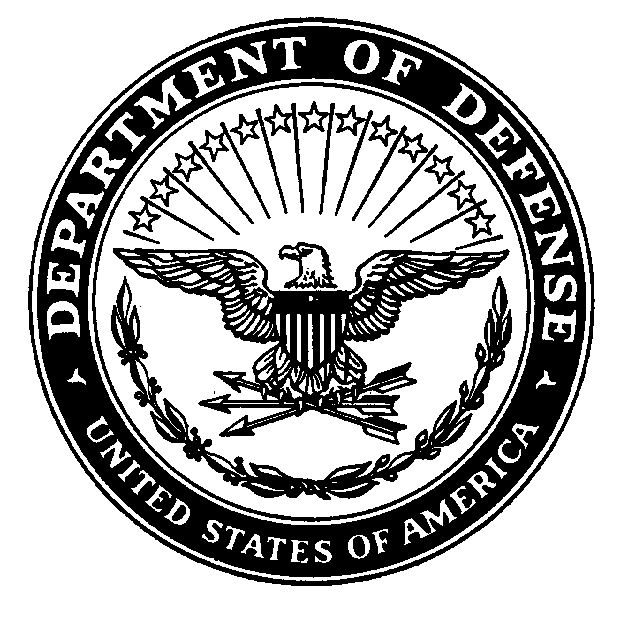 DEPARTMENT OF DEFENSE
UNITED STATES OF AMERICA